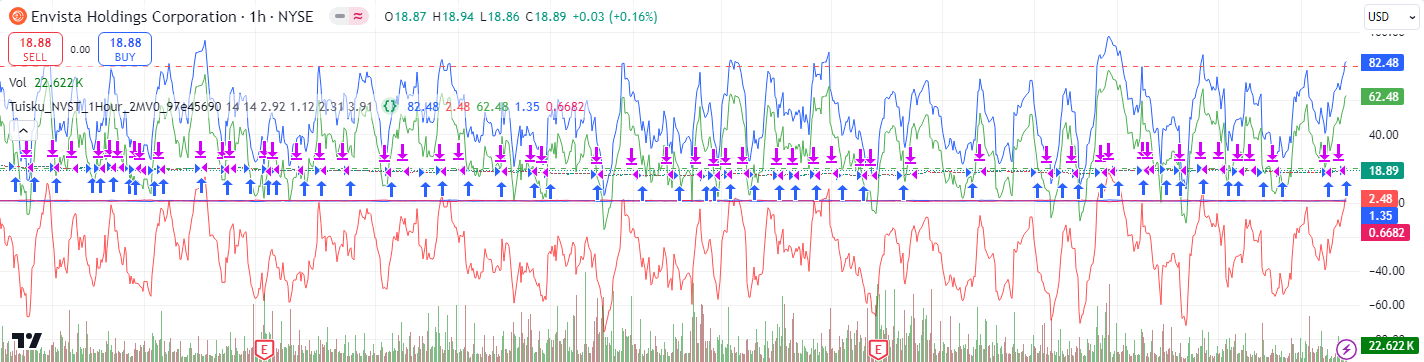 Envista Holdings Corporation · 1h · NYSE O18.87 H18.94 L18.86 C18.89 +0.03 (+0.16%)
USD
18.88 SELL
0.00
18.88 BUY
82.48
Vol 22.622 K
62.48
Tuisku_NVST_1Hour_2MV0_97e45690 14 14 2.92 1.12 2.31 3.91 {} 82.48 2.48 62.48 1.35 0.6682
40.00
18.89
2.48
1.35
0.6682
−40.00
−60.00
E
E
22.622 K